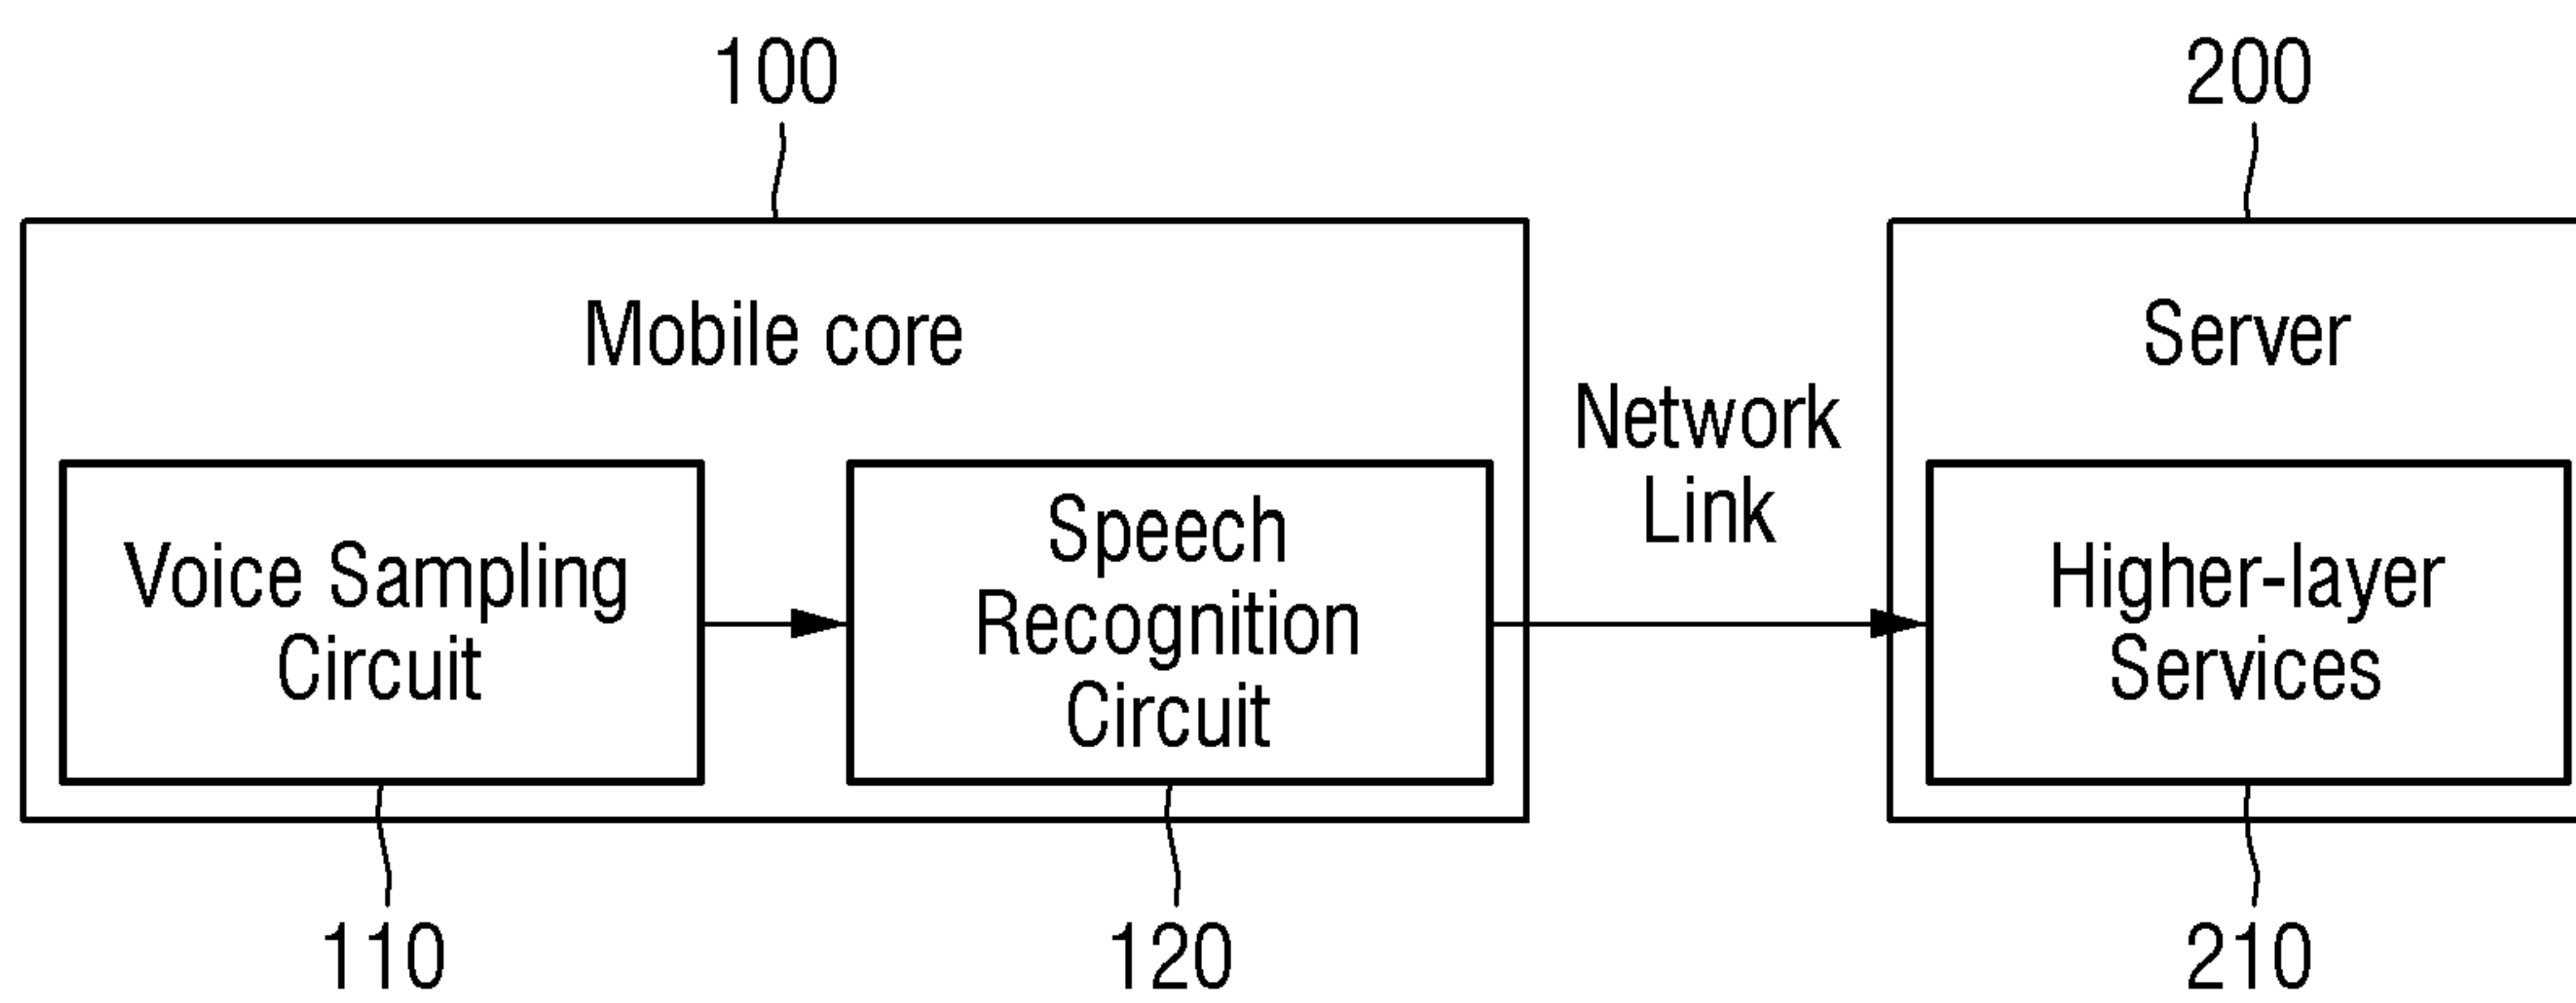 100
200
Mobile core
Server
Network
Link
Voice Sampling
Circuit
Speech
Recognition
Circuit
Higher-layer
Services
110
120
210